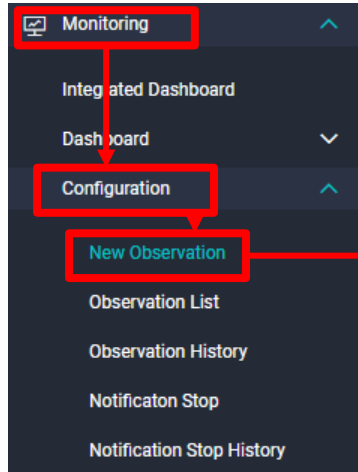 Monitoring
Integrated Dashboard
Dashboard
Configuration
New Observation
Observation List
Observation History
Notificaton Stop
Notification Stop History